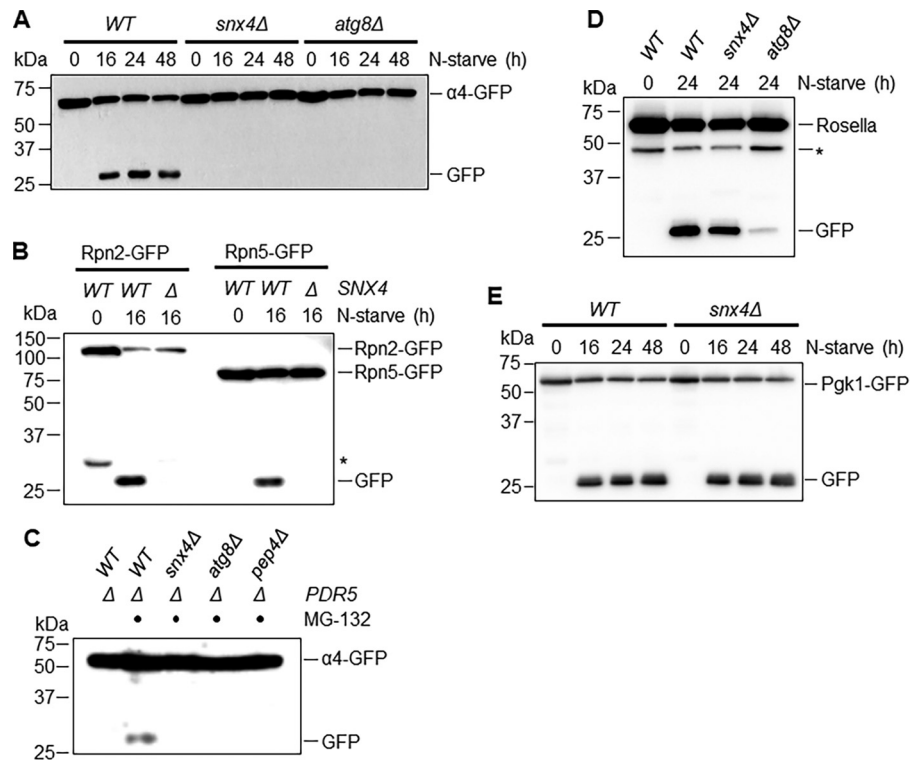 A
WT snx4Δ atg8Δ
kDa 0 16 24 48 0 16 24 48 0 16 24 48 N-starve (h)
75
α4-GFP
50
37
GFP
25
B
Rpn2-GFP Rpn5-GFP
WT WT Δ WT WT Δ SNX4
kDa 0 16 16 0 16 16 N-starve (h)
150
Rpn2-GFP
100
Rpn5-GFP
75
50
37
*
GFP
25
C
WT WT snx4Δ atg8Δ pep4Δ
Δ Δ Δ Δ Δ PDR5
• • • • MG-132
kDa
75
α4-GFP
50
37
GFP
25
D
WT WT snx4Δ atg8Δ
0 24 24 24 N-starve (h)
kDa
75
Rosella
50
*
37
GFP
25
E
WT snx4Δ
kDa 0 16 24 48 0 16 24 48 N-starve (h)
75
Pgk1-GFP
50
37
GFP
25